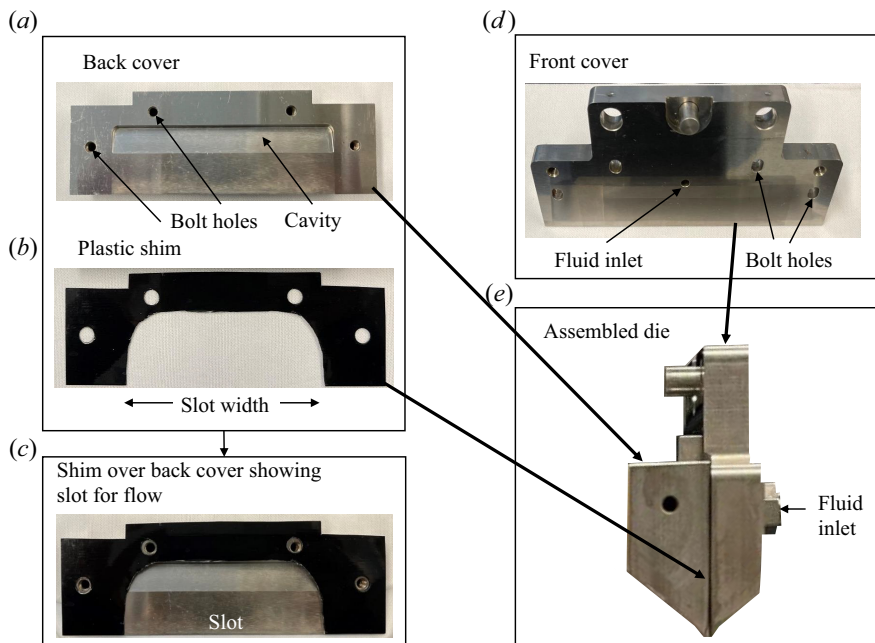 (a)
Back cover
Bolt holes
Cavity
(b)
Plastic shim
Slot width
(c)
Shim over back cover showing
slot for flow
Slot
(d)
Front cover
Fluid inlet
Bolt holes
(e)
Assembled die
Fluid
inlet